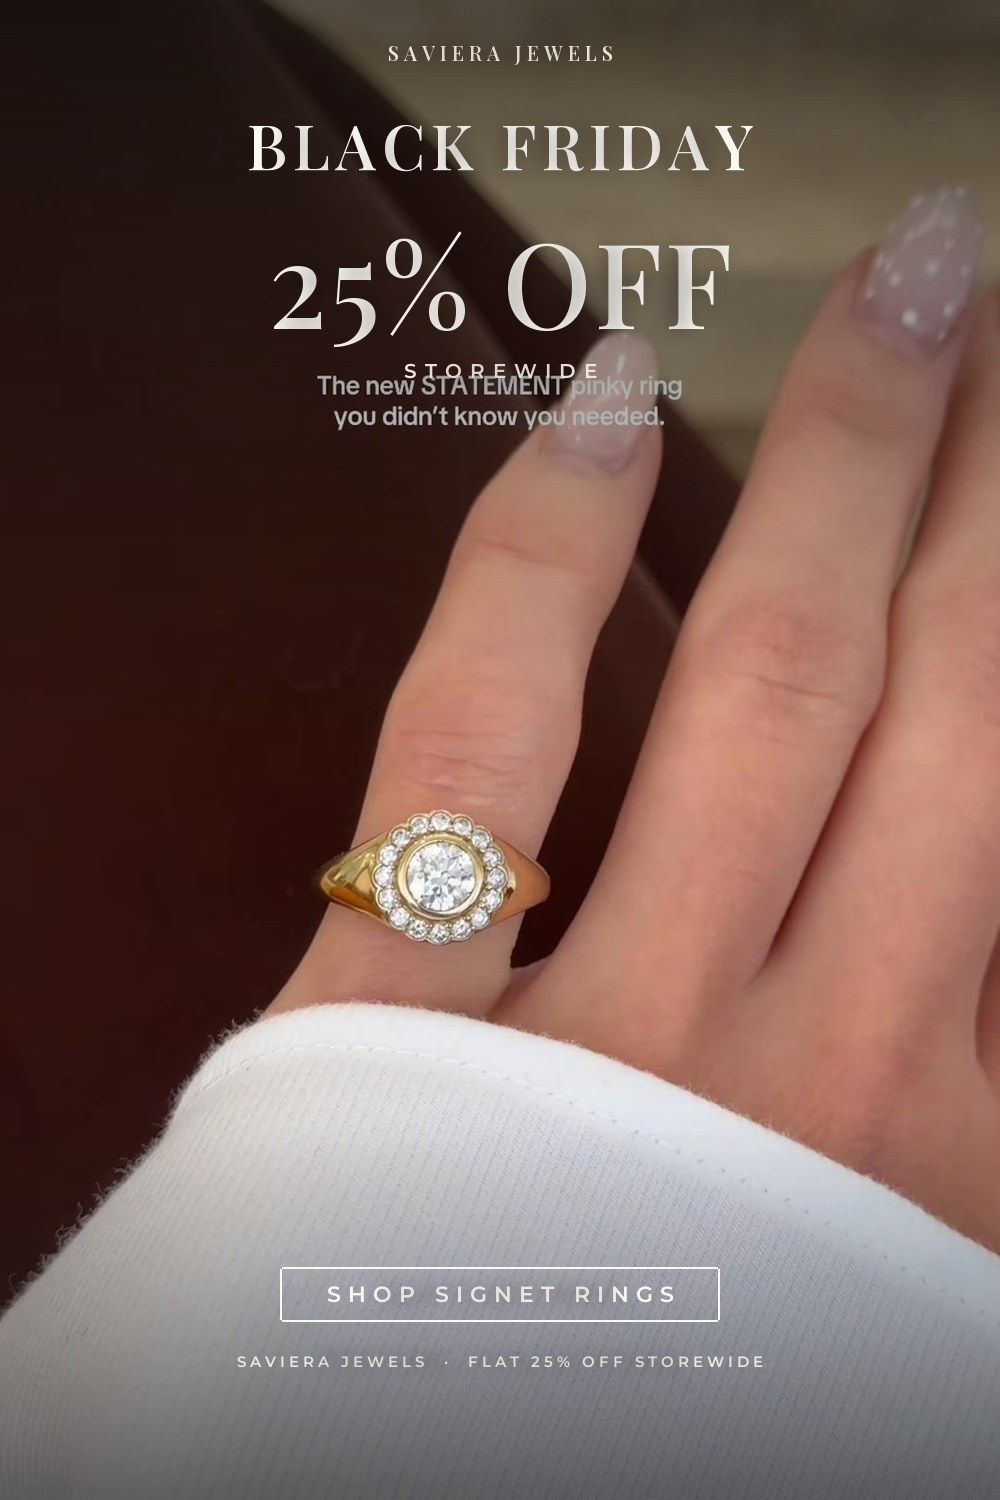 SAVIERA JEWELS
BLACK FRIDAY
25% OFF
STOREWIDE
The new STATEMENT pinky ring
you didn't know you needed.
SHOP SIGNET RINGS
SAVIERA JEWELS · FLAT 25% OFF STOREWIDE